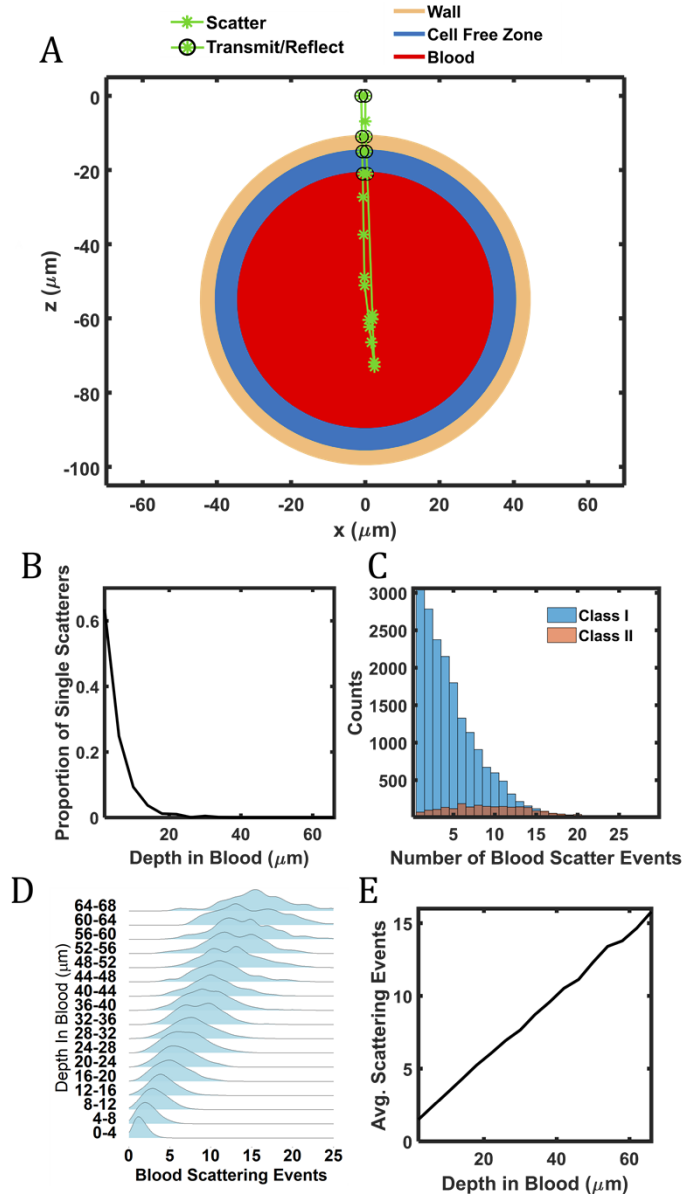 Scatter
Transmit/Reflect
Wall
Cell Free Zone
Blood
A
0
-20
-40
-60
-80
-100
z (μm)
-60 -40 -20 0 20 40 60
x (μm)
B
Proportion of Single Scatterers
0.6
0.4
0.2
0
20 40 60
Depth in Blood (μm)
C
Counts
3000
2500
2000
1500
1000
500
Class I
Class II
5 10 15 20 25
Number of Blood Scatter Events
D
Depth In Blood (μm)
64-68
60-64
56-60
52-56
48-52
44-48
40-44
36-40
32-36
28-32
24-28
20-24
16-20
12-16
8-12
4-8
0-4
0 5 10 15 20 25
Blood Scattering Events
E
Avg. Scattering Events
15
10
5
0
20 40 60
Depth in Blood (μm)